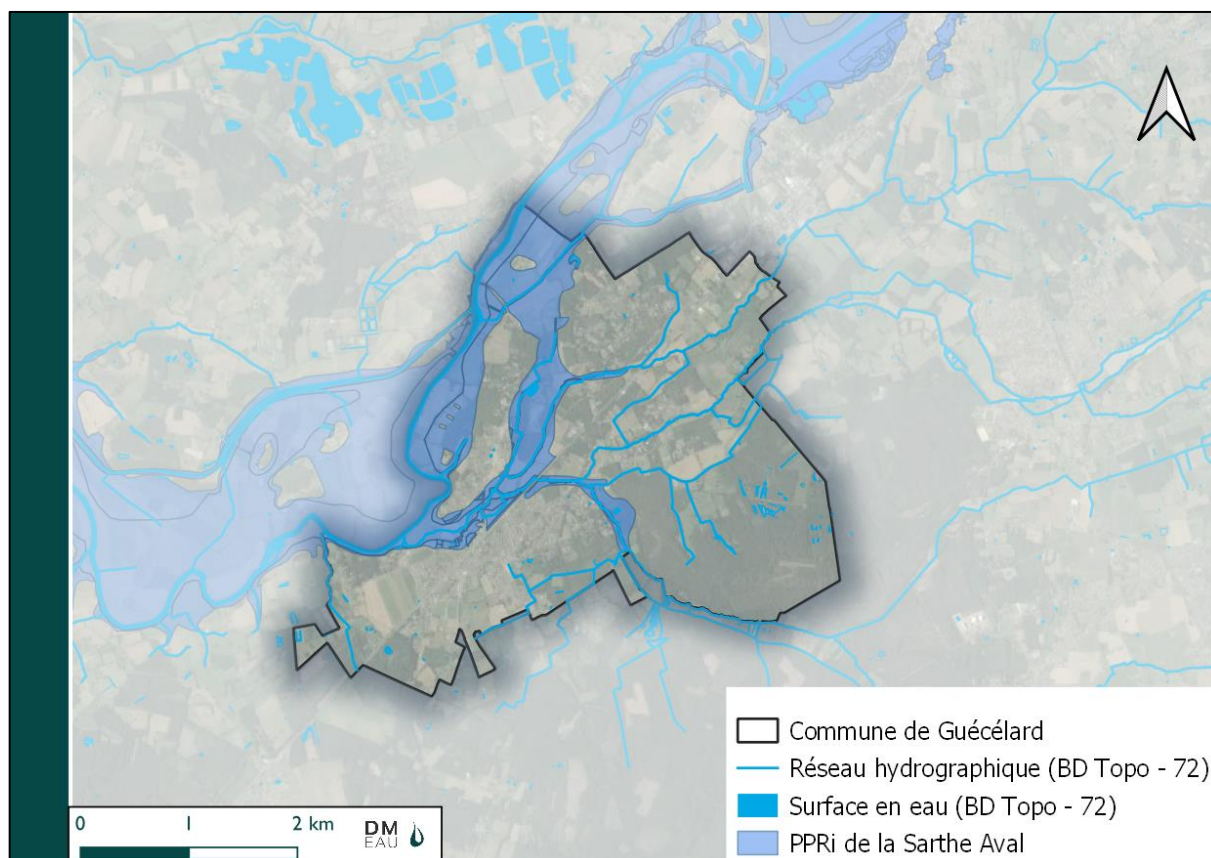 Commune de Guécélard
Réseau hydrographique (BD Topo - 72)
Surface en eau (BD Topo - 72)
PPRi de la Sarthe Aval
0 1 2 km
DM
EAU